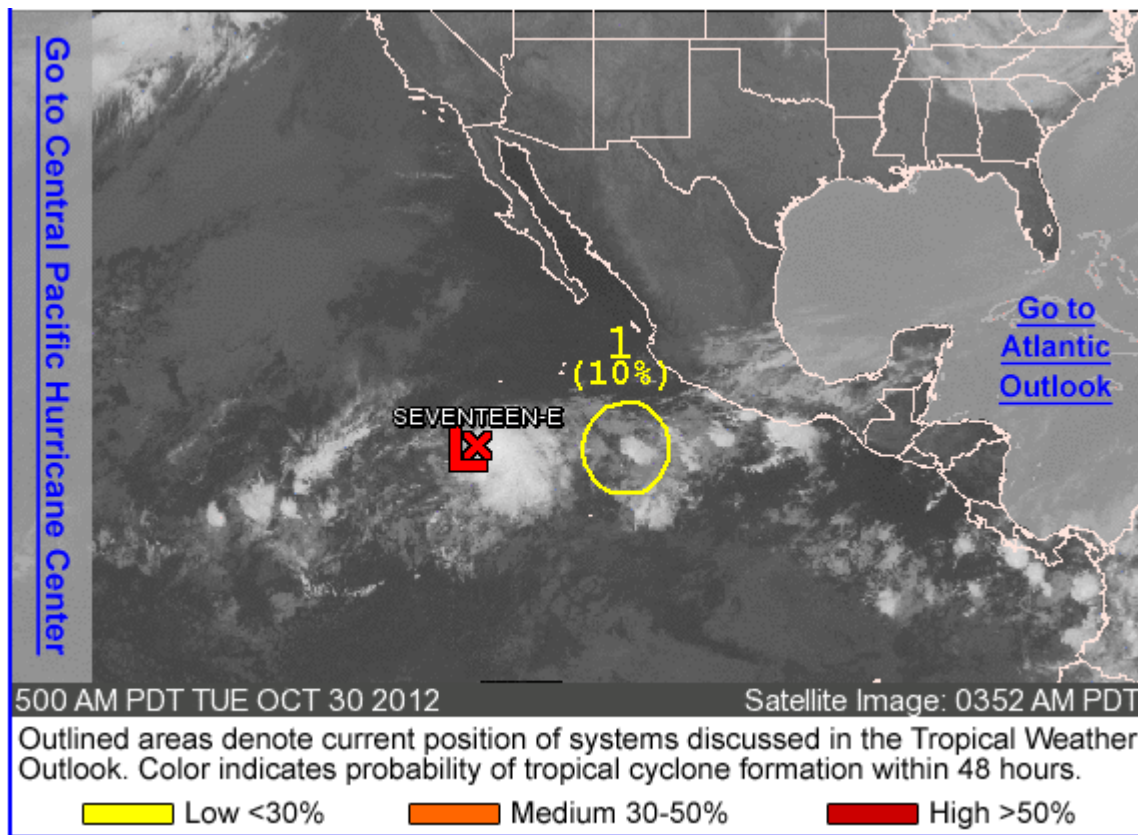 Go to Central Pacific Hurricane Center
1
(10%)
SEVENTEEN-E
Go to
Atlantic
Outlook
500 AM PDT TUE OCT 30 2012
Satellite Image: 0352 AM PDT
Outlined areas denote current position of systems discussed in the Tropical Weather
Outlook. Color indicates probability of tropical cyclone formation within 48 hours.
Low <30%
Medium 30-50%
High >50%